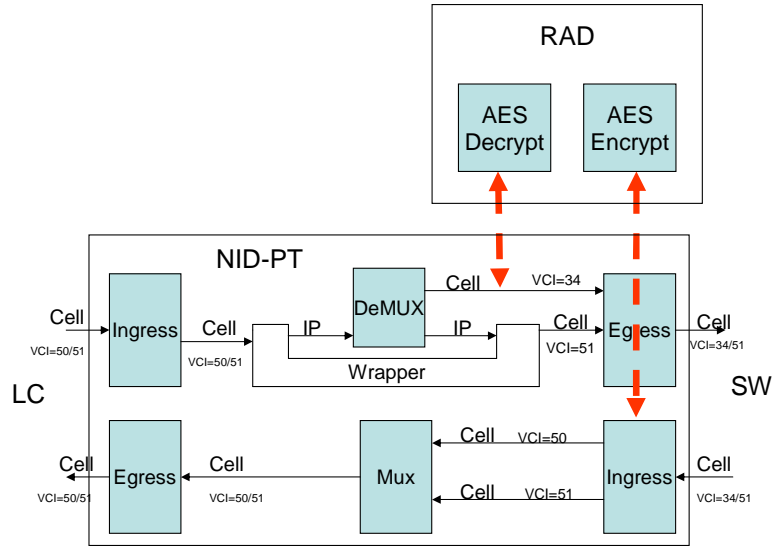 RAD
AES
Decrypt
AES
Encrypt
NID-PT
Cell
VCI=34
DeMUX
Cell
Ingress
Cell
IP
IP
Cell
Egress
Cell
VCI=50/51
VCI=50/51
VCI=51
VCI=34/51
Wrapper
LC
SW
Cell
VCI=50
Cell
Egress
Cell
Mux
Ingress
Cell
VCI=50/51
VCI=50/51
Cell
VCI=51
VCI=34/51